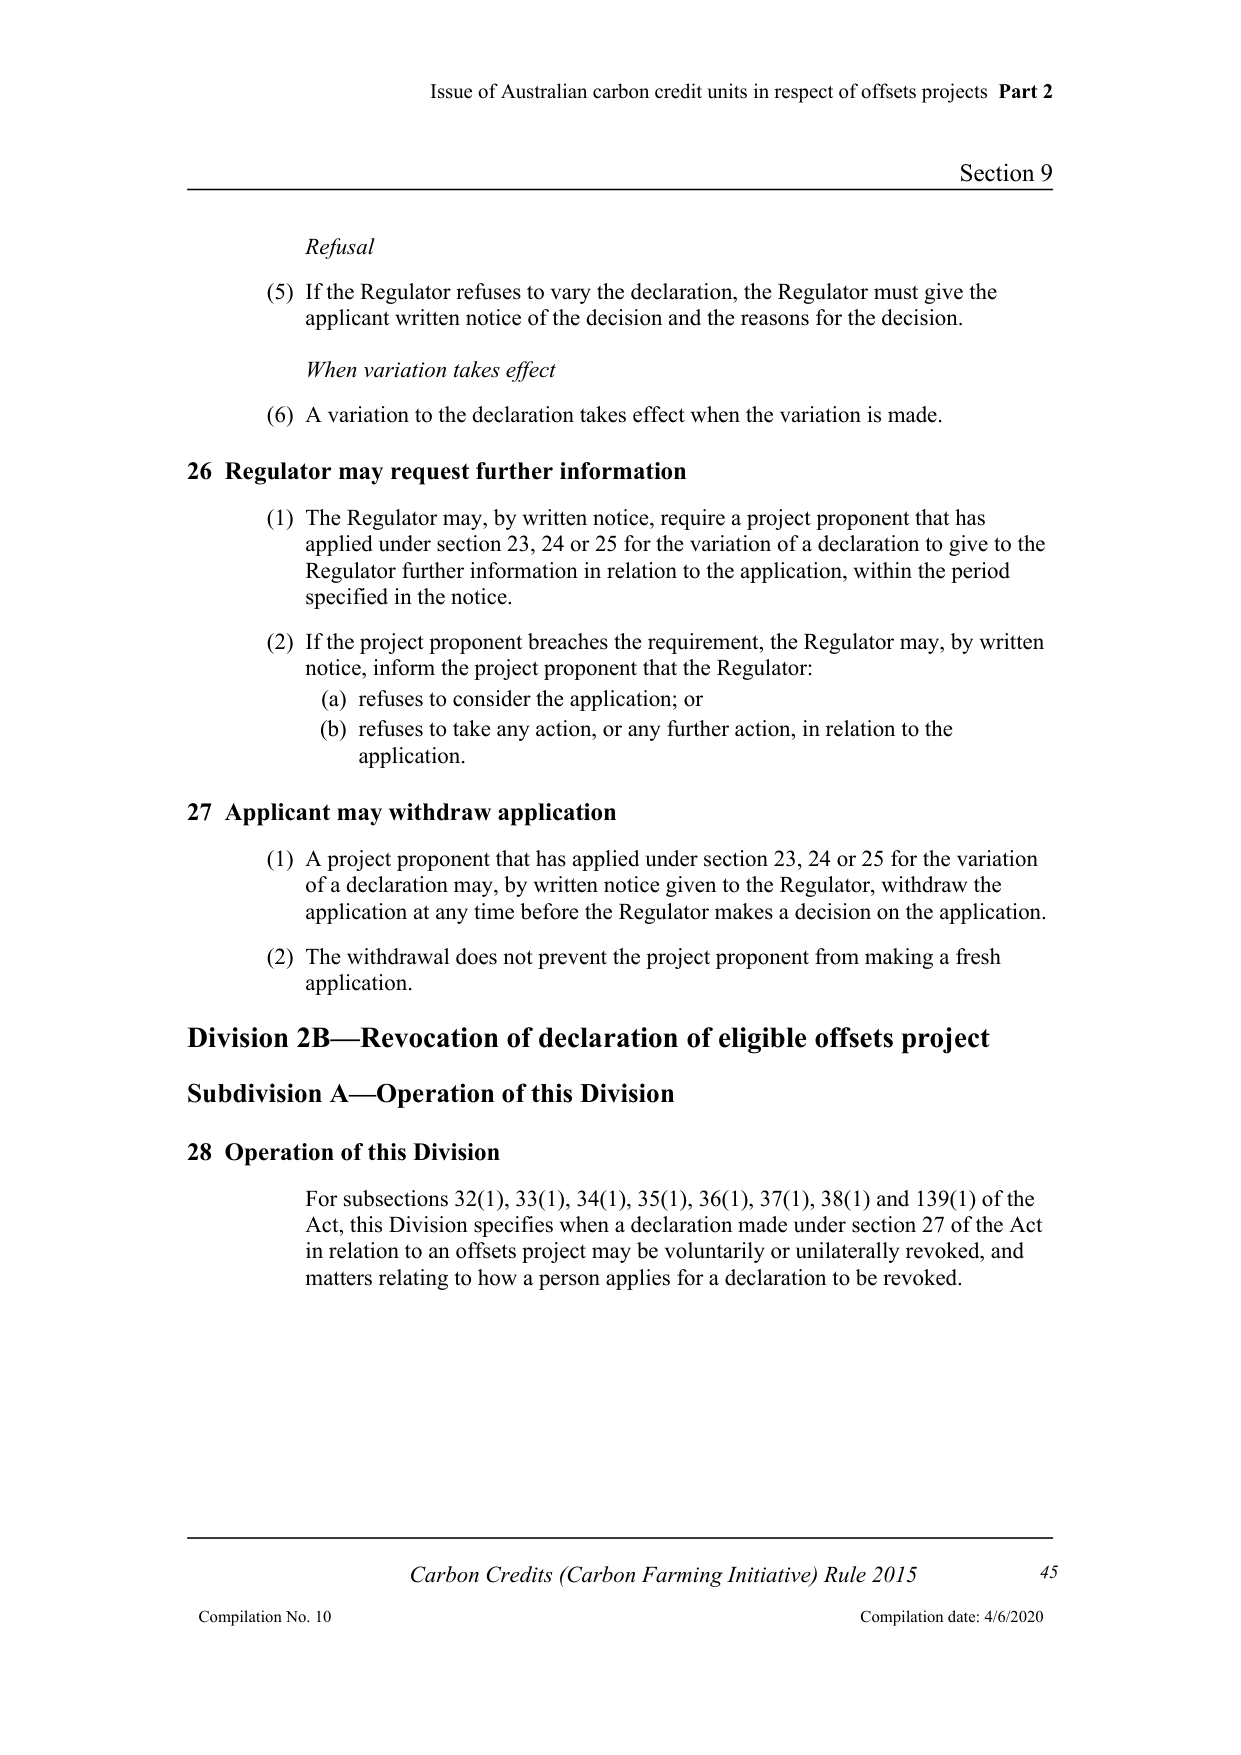 Issue of Australian carbon credit units in respect of offsets projects Part 2
Section 9
Refusal
(5) If the Regulator refuses to vary the declaration, the Regulator must give the
applicant written notice of the decision and the reasons for the decision.
When variation takes effect
(6) A variation to the declaration takes effect when the variation is made.
26 Regulator may request further information
(1) The Regulator may, by written notice, require a project proponent that has
applied under section 23, 24 or 25 for the variation of a declaration to give to the
Regulator further information in relation to the application, within the period
specified in the notice.
(2) If the project proponent breaches the requirement, the Regulator may, by written
notice, inform the project proponent that the Regulator:
(a) refuses to consider the application; or
(b) refuses to take any action, or any further action, in relation to the
application.
27 Applicant may withdraw application
(1) A project proponent that has applied under section 23, 24 or 25 for the variation
of a declaration may, by written notice given to the Regulator, withdraw the
application at any time before the Regulator makes a decision on the application.
(2) The withdrawal does not prevent the project proponent from making a fresh
application.
Division 2B—Revocation of declaration of eligible offsets project
Subdivision A—Operation of this Division
28 Operation of this Division
For subsections 32(1), 33(1), 34(1), 35(1), 36(1), 37(1), 38(1) and 139(1) of the
Act, this Division specifies when a declaration made under section 27 of the Act
in relation to an offsets project may be voluntarily or unilaterally revoked, and
matters relating to how a person applies for a declaration to be revoked.
Carbon Credits (Carbon Farming Initiative) Rule 2015 45
Compilation No. 10 Compilation date: 4/6/2020